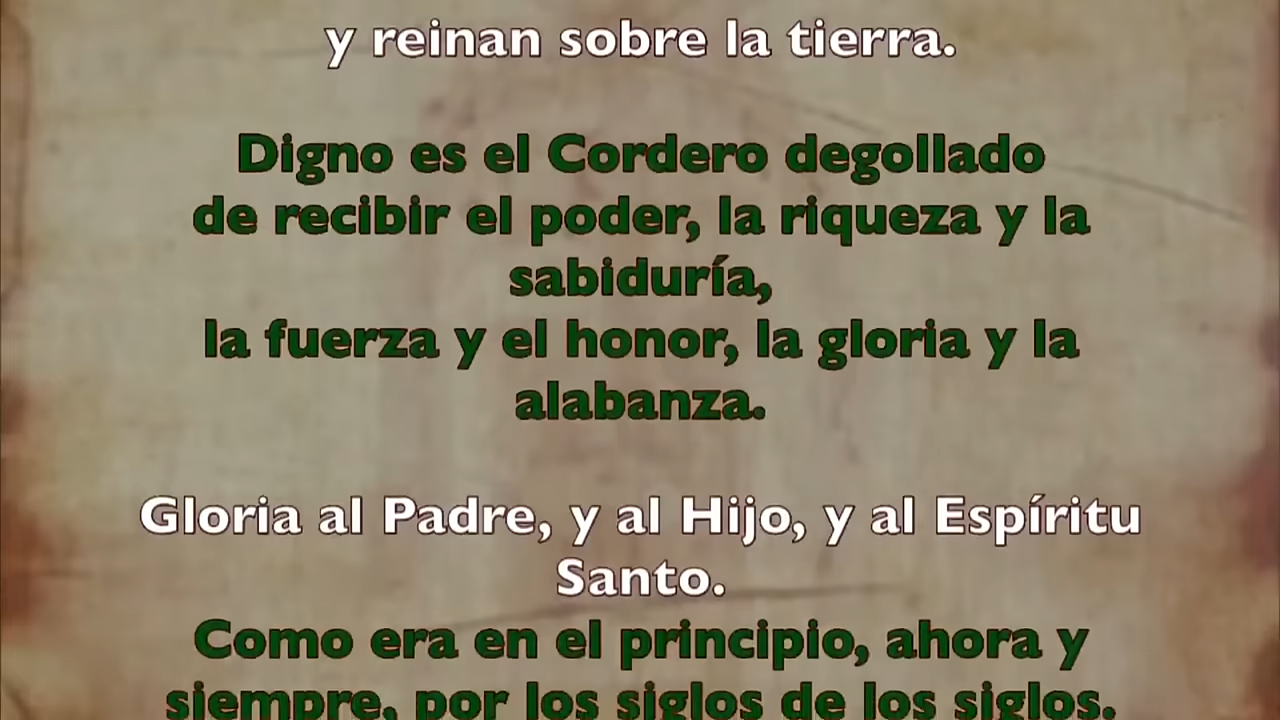 y reinan sobre la tierra.
Digno es el Cordero degollado
de recibir el poder, la riqueza y la
sabiduría,
la fuerza y el honor, la gloria y la
alabanza.
Gloria al Padre, y al Hijo, y al Espíritu
Santo.
Como era en el principio, ahora y
siempre, por los siglos de los siglos.